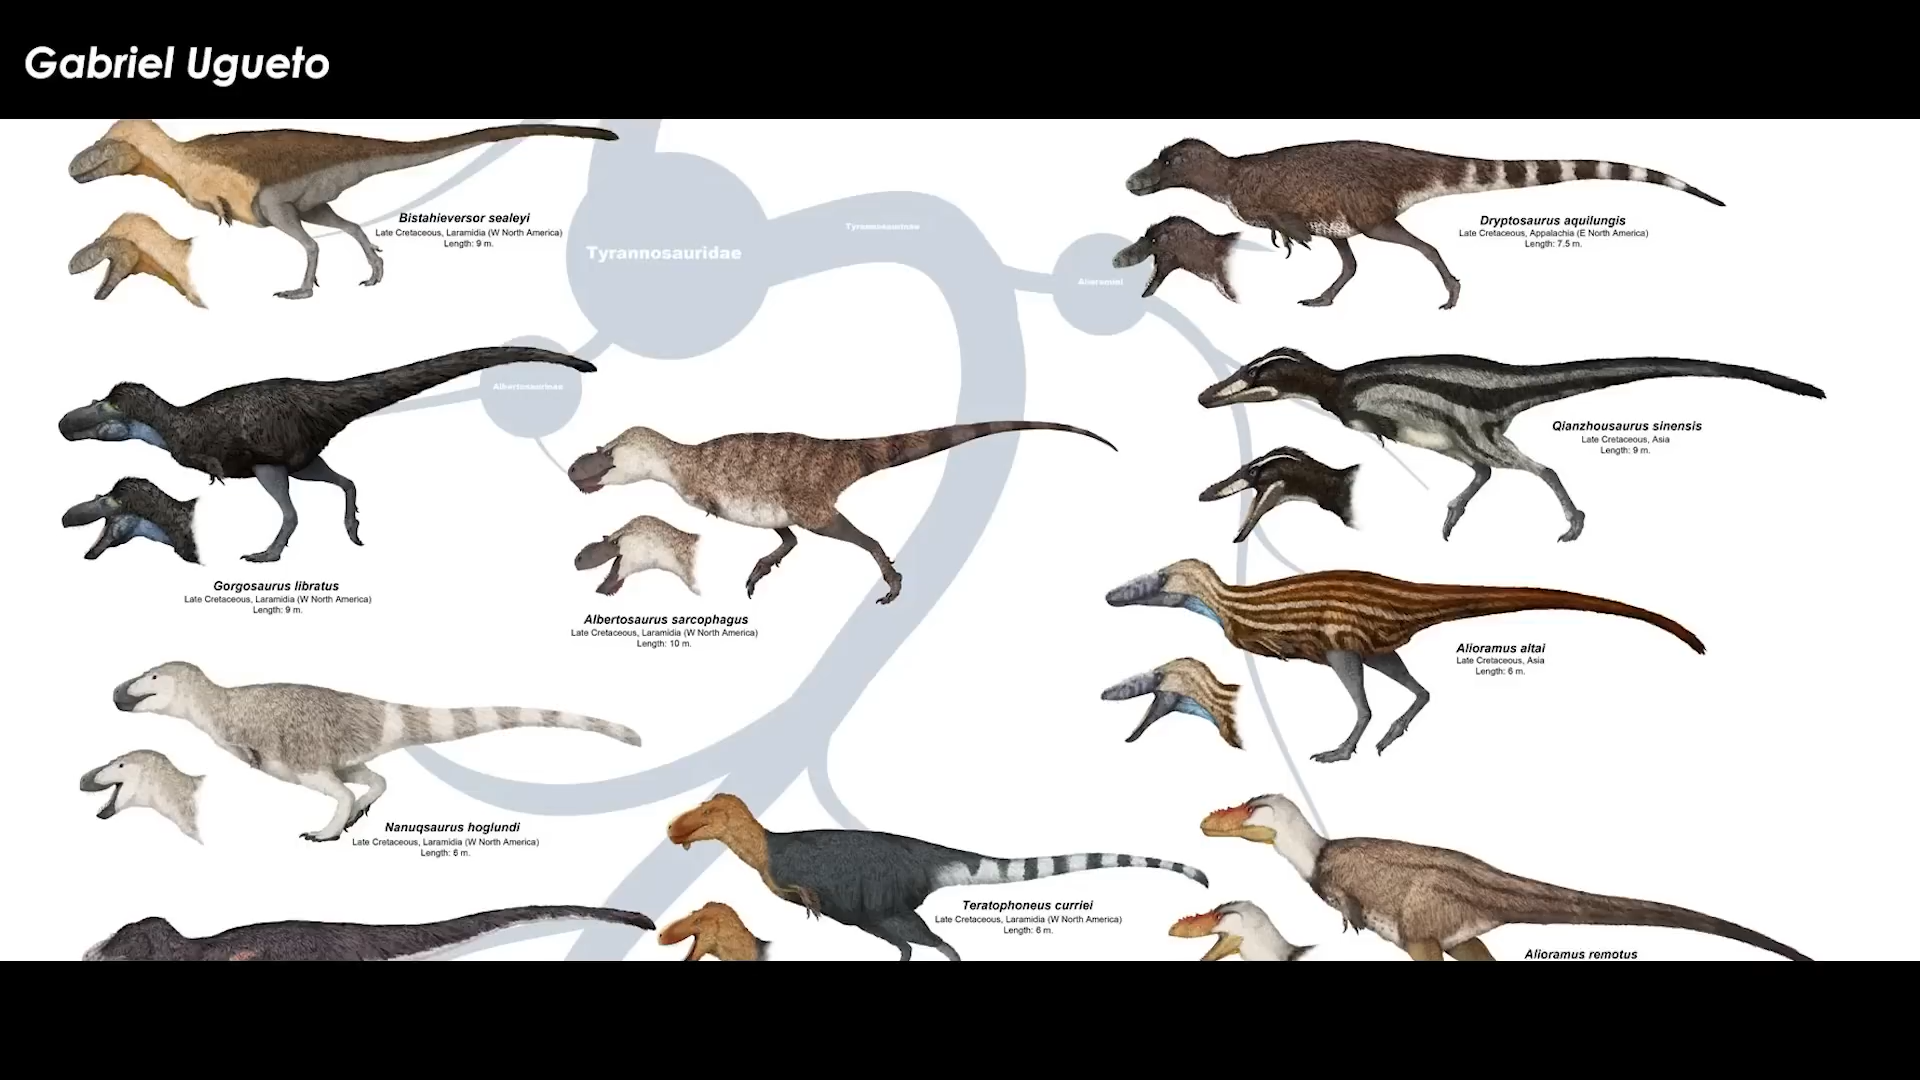 Gabriel Ugueto
Bistahieversor sealeyi
Late Cretaceous, Laramidia (W North America)
Length: 9 m.
Tyrannosauridae
Tyrannosaurinae
Alioramini
Dryptosaurus aquilungis
Late Cretaceous, Appalachia (E North America)
Length: 7.5 m.
Albertosaurinae
Qianzhousaurus sinensis
Late Cretaceous, Asia
Length: 9 m.
Gorgosaurus libratus
Late Cretaceous, Laramidia (W North America)
Length: 9 m.
Albertosaurus sarcophagus
Late Cretaceous, Laramidia (W North America)
Length: 10 m.
Alioramus altai
Late Cretaceous, Asia
Length: 6 m.
Nanuqsaurus hoglundi
Late Cretaceous, Laramidia (W North America)
Length: 6 m.
Teratophoneus curriei
Late Cretaceous, Laramidia (W North America)
Length: 6 m.
Alioramus remotus